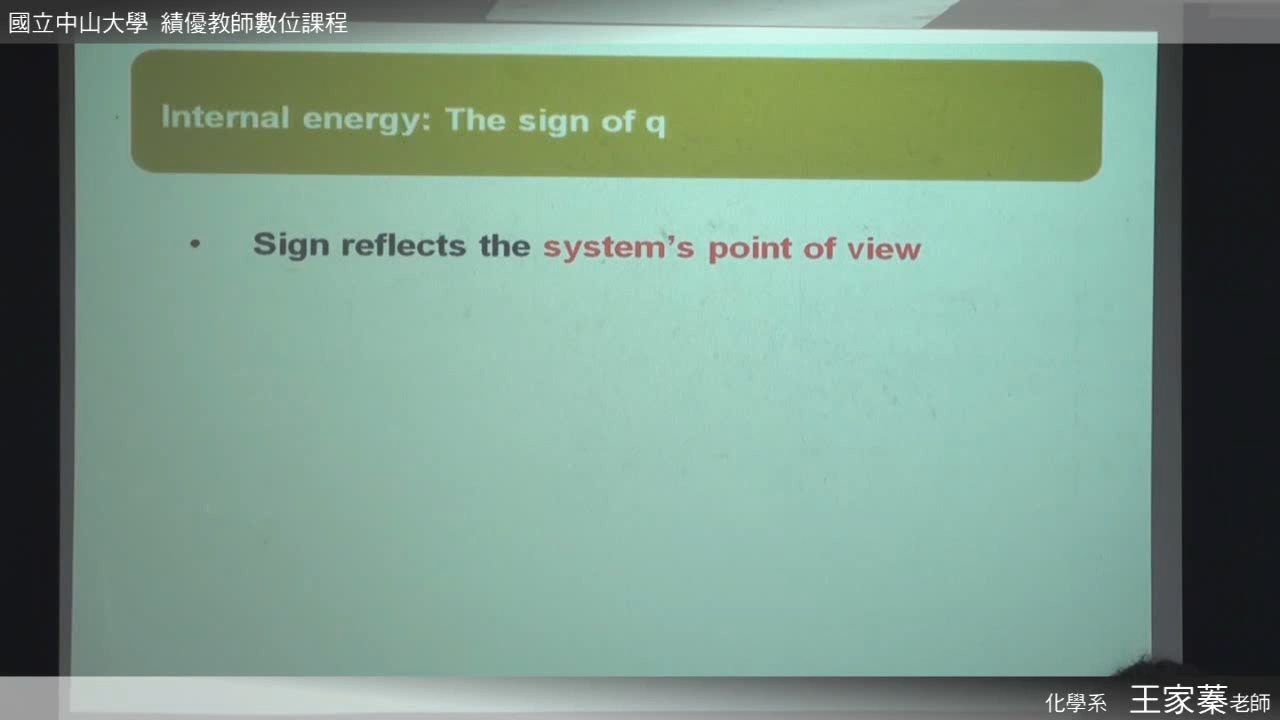 國立中山大學 績優教師數位課程
Internal energy: The sign of q
• Sign reflects the system's point of view
化學系 王家蓁老師